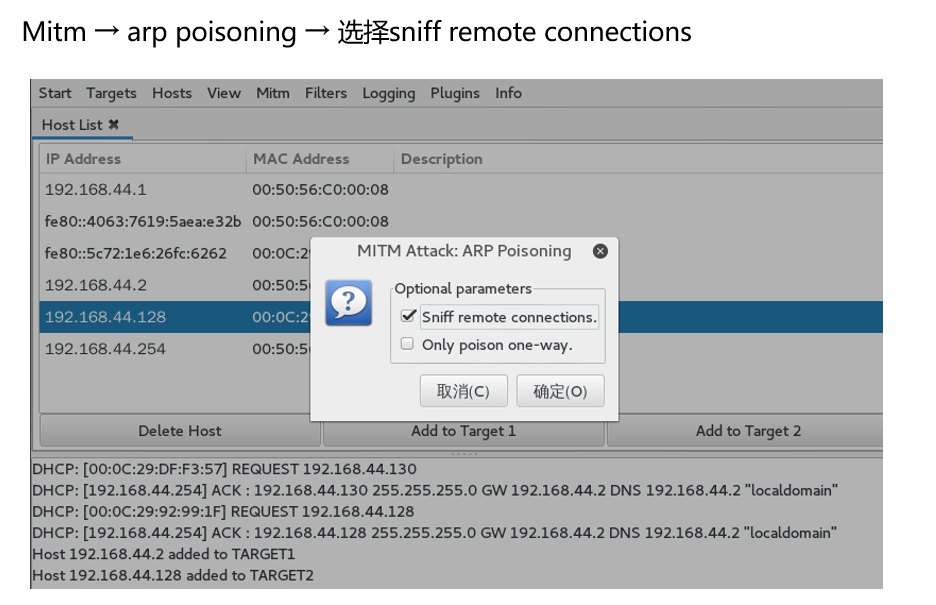 Mitm → arp poisoning → 选择sniff remote connections
Start Targets Hosts View Mitm Filters Logging Plugins Info
Host List ✖
IP Address MAC Address Description
192.168.44.1 00:50:56:C0:00:08
fe80::4063:7619:5aea:e32b 00:50:56:C0:00:08
fe80::5c72:1e6:26fc:6262 00:0C:29
192.168.44.2 00:50:5
192.168.44.128 00:0C:29
192.168.44.254 00:50:5
MITM Attack: ARP Poisoning
Optional parameters
Sniff remote connections.
Only poison one-way.
取消(C) 确定(O)
Delete Host Add to Target 1 Add to Target 2
DHCP: [00:0C:29:DF:F3:57] REQUEST 192.168.44.130
DHCP: [192.168.44.254] ACK : 192.168.44.130 255.255.255.0 GW 192.168.44.2 DNS 192.168.44.2 "localdomain"
DHCP: [00:0C:29:92:99:1F] REQUEST 192.168.44.128
DHCP: [192.168.44.254] ACK : 192.168.44.128 255.255.255.0 GW 192.168.44.2 DNS 192.168.44.2 "localdomain"
Host 192.168.44.2 added to TARGET1
Host 192.168.44.128 added to TARGET2